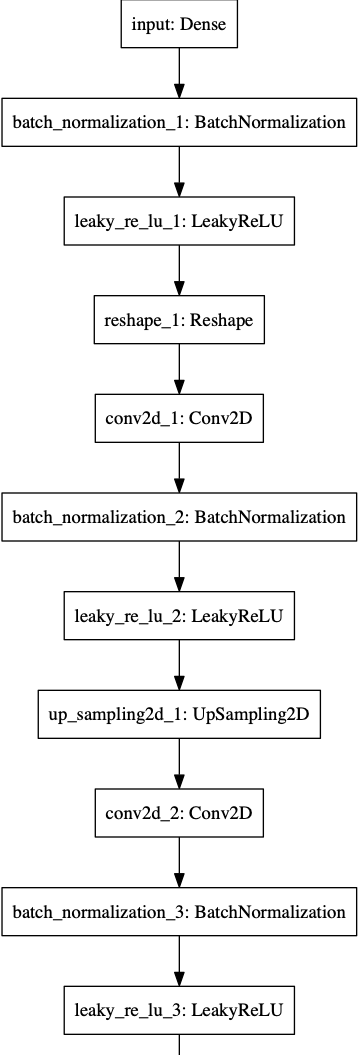 input: Dense
batch_normalization_1: BatchNormalization
leaky_re_lu_1: LeakyReLU
reshape_1: Reshape
conv2d_1: Conv2D
batch_normalization_2: BatchNormalization
leaky_re_lu_2: LeakyReLU
up_sampling2d_1: UpSampling2D
conv2d_2: Conv2D
batch_normalization_3: BatchNormalization
leaky_re_lu_3: LeakyReLU